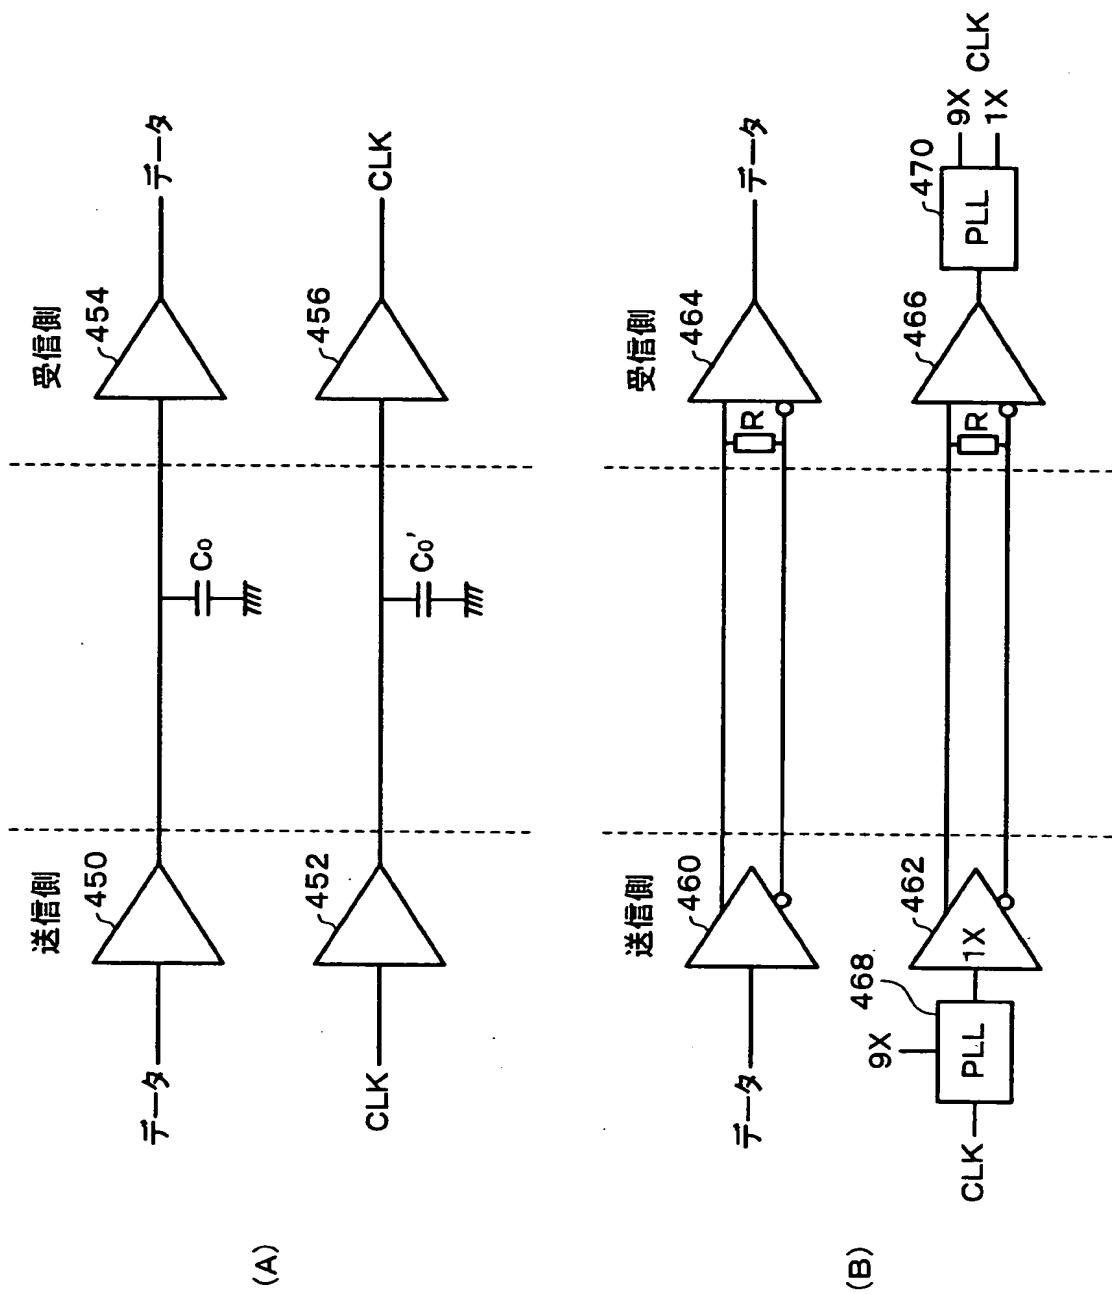 (A)
送信側
受信側
データ
450
454
データ
C₀
CLK
452
456
CLK
C₀'
(B)
送信側
受信側
データ
460
R
464
データ
CLK
PLL
9X
468
1X
462
R
466
PLL
470
9X
1X
CLK